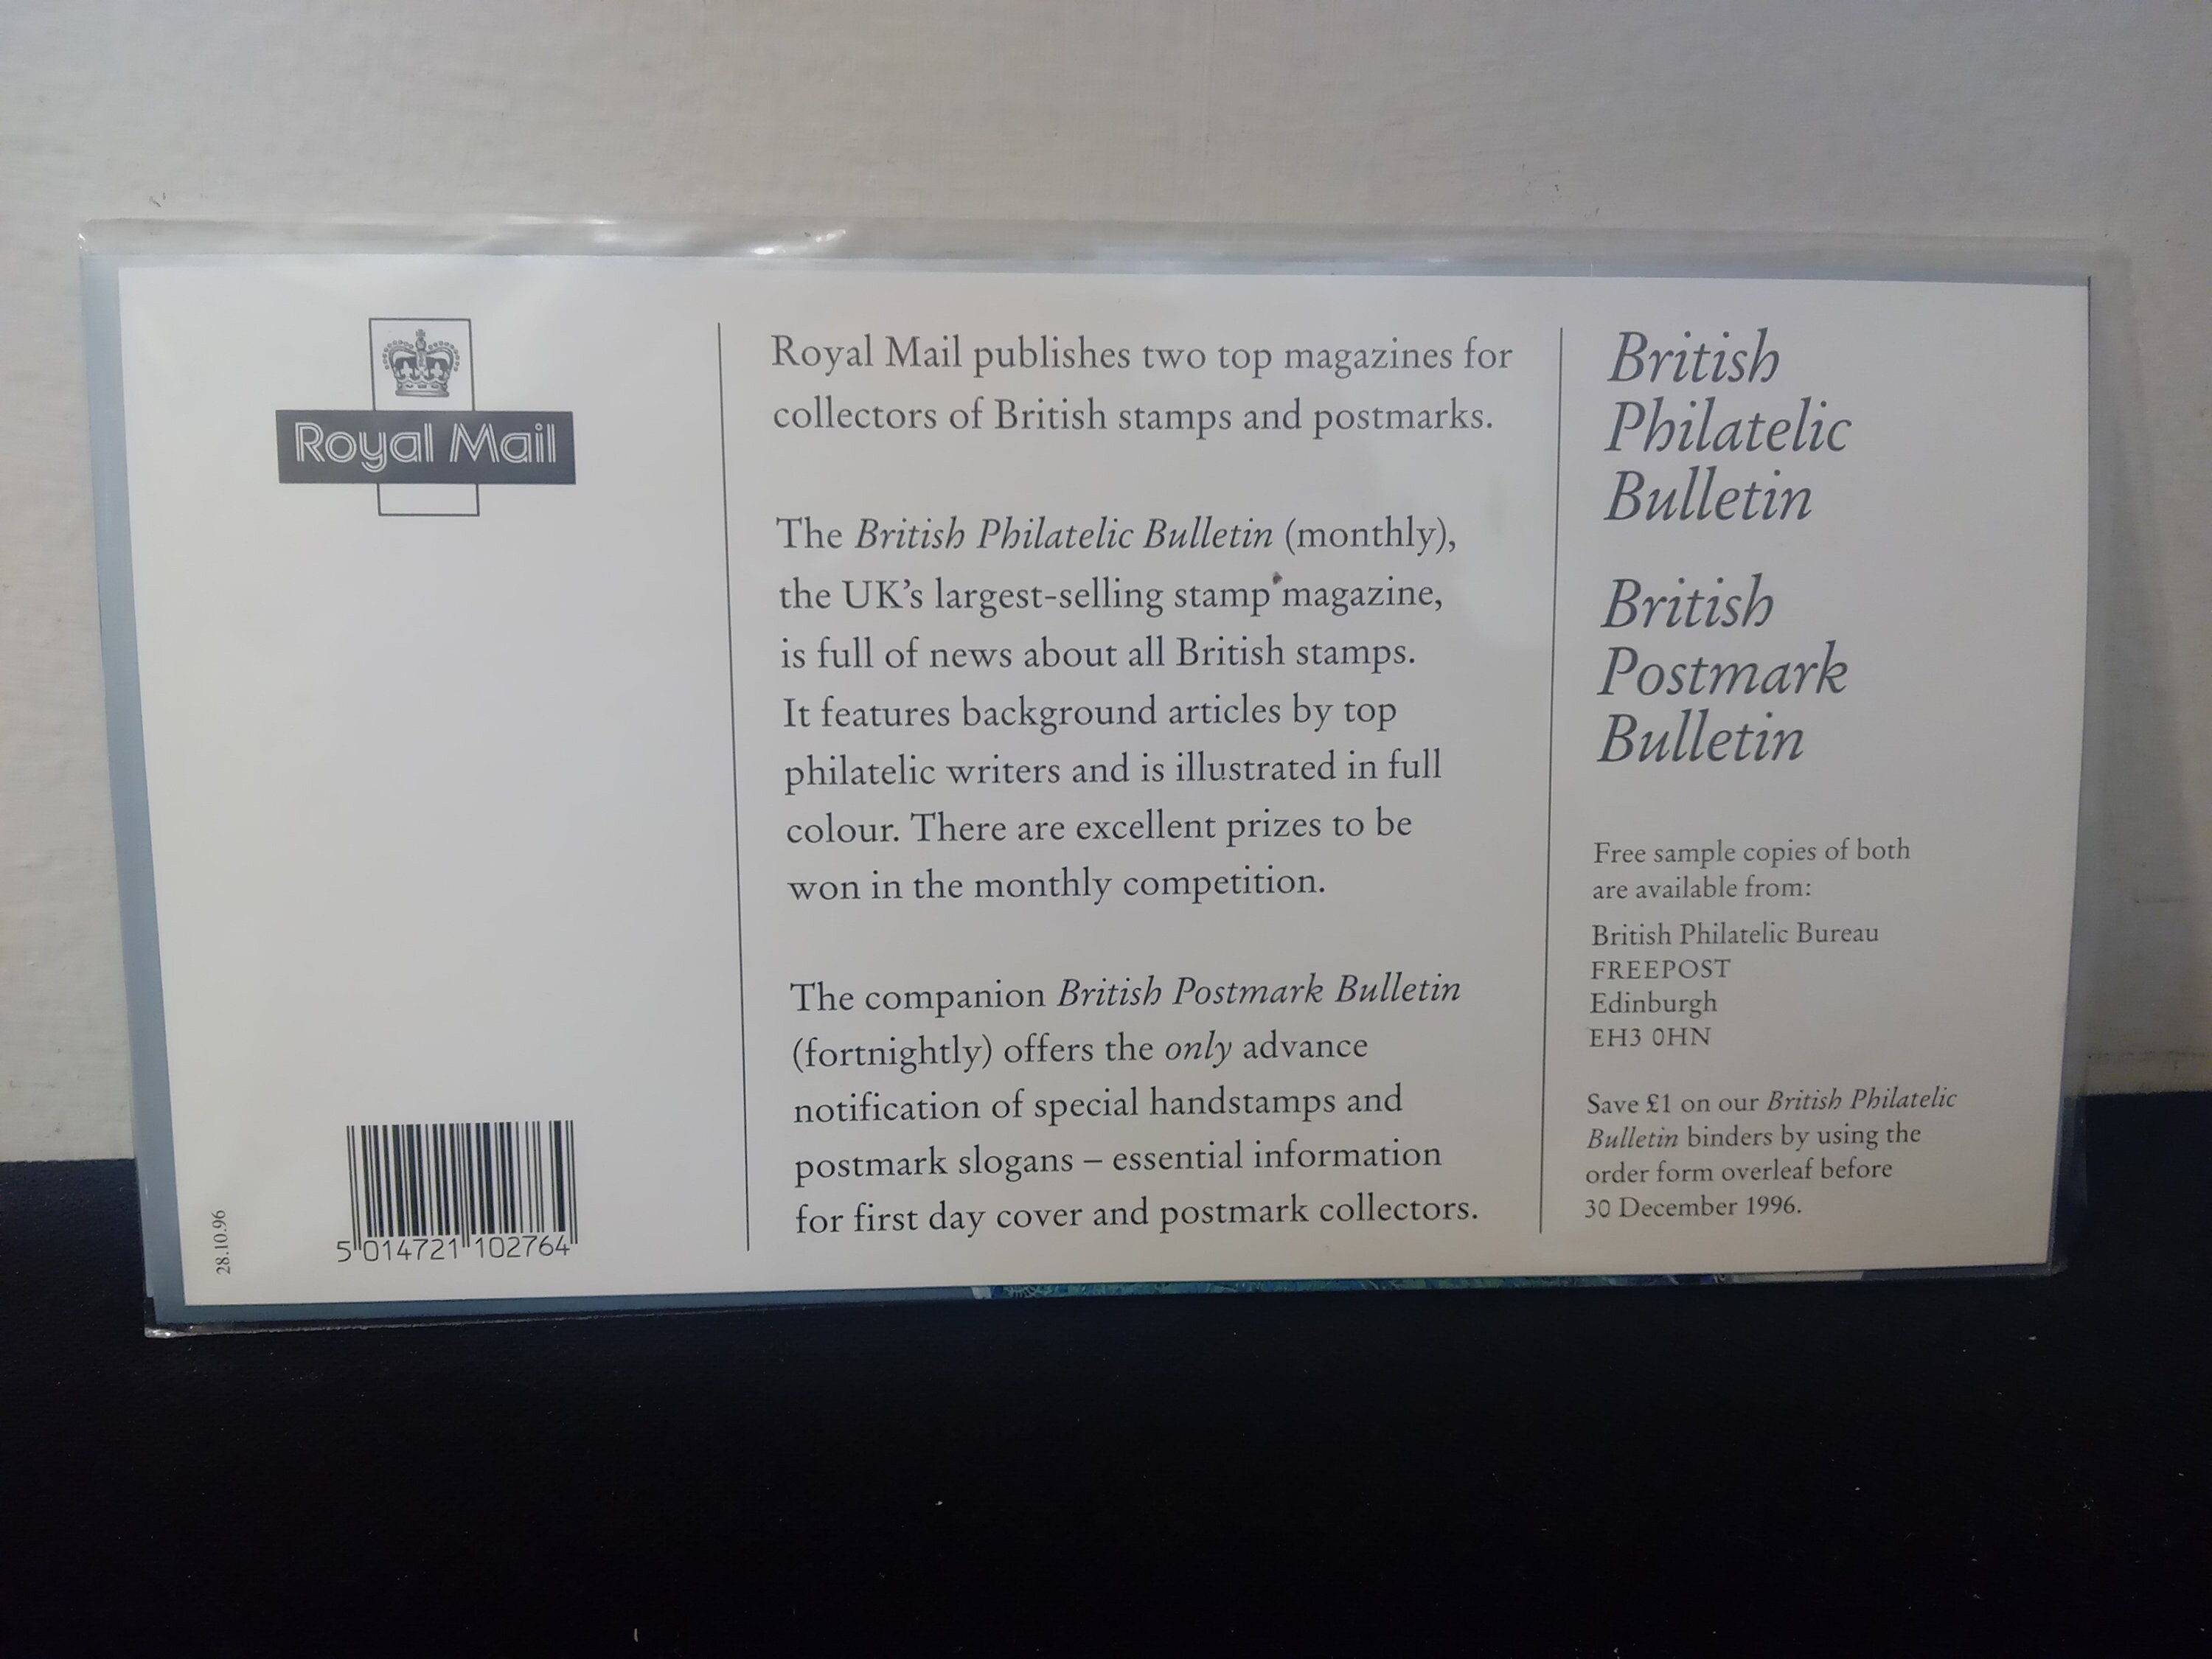 Royal Mail
28.10.96
5 014721 102764
Royal Mail publishes two top magazines for
collectors of British stamps and postmarks.
The British Philatelic Bulletin (monthly),
the UK's largest-selling stamp magazine,
is full of news about all British stamps.
It features background articles by top
philatelic writers and is illustrated in full
colour. There are excellent prizes to be
won in the monthly competition.
The companion British Postmark Bulletin
(fortnightly) offers the only advance
notification of special handstamps and
postmark slogans – essential information
for first day cover and postmark collectors.
British
Philatelic
Bulletin
British
Postmark
Bulletin
Free sample copies of both
are available from:
British Philatelic Bureau
FREEPOST
Edinburgh
EH3 0HN
Save £1 on our British Philatelic
Bulletin binders by using the
order form overleaf before
30 December 1996.